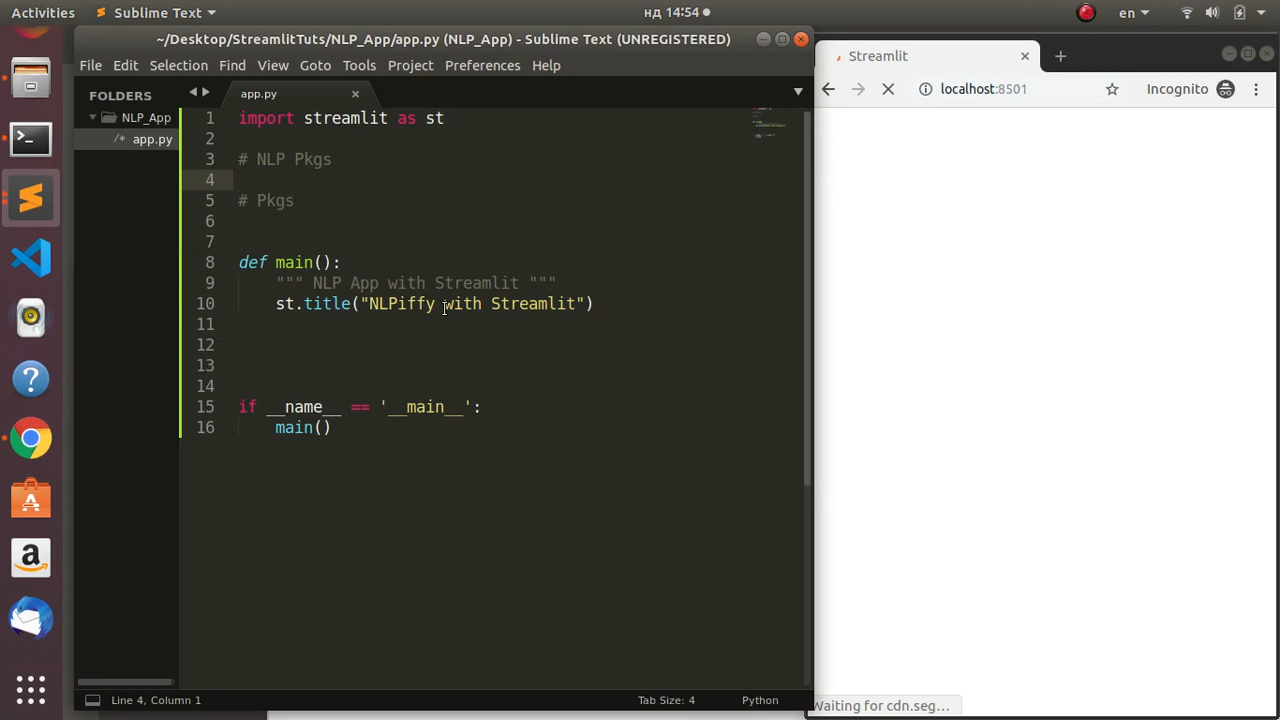 Activities Sublime Text нд 14:54 en
~/Desktop/StreamlitTuts/NLP_App/app.py (NLP_App) - Sublime Text (UNREGISTERED)
File Edit Selection Find View Goto Tools Project Preferences Help
FOLDERS
NLP_App
/* app.py
app.py
1 import streamlit as st
2
3 # NLP Pkgs
4
5 # Pkgs
6
7
8 def main():
9 """ NLP App with Streamlit """
10 st.title("NLPiffy with Streamlit")
11
12
13
14
15 if __name__ == '__main__':
16 main()
Line 4, Column 1 Tab Size: 4 Python
Streamlit
localhost:8501 Incognito
Waiting for cdn.seg...